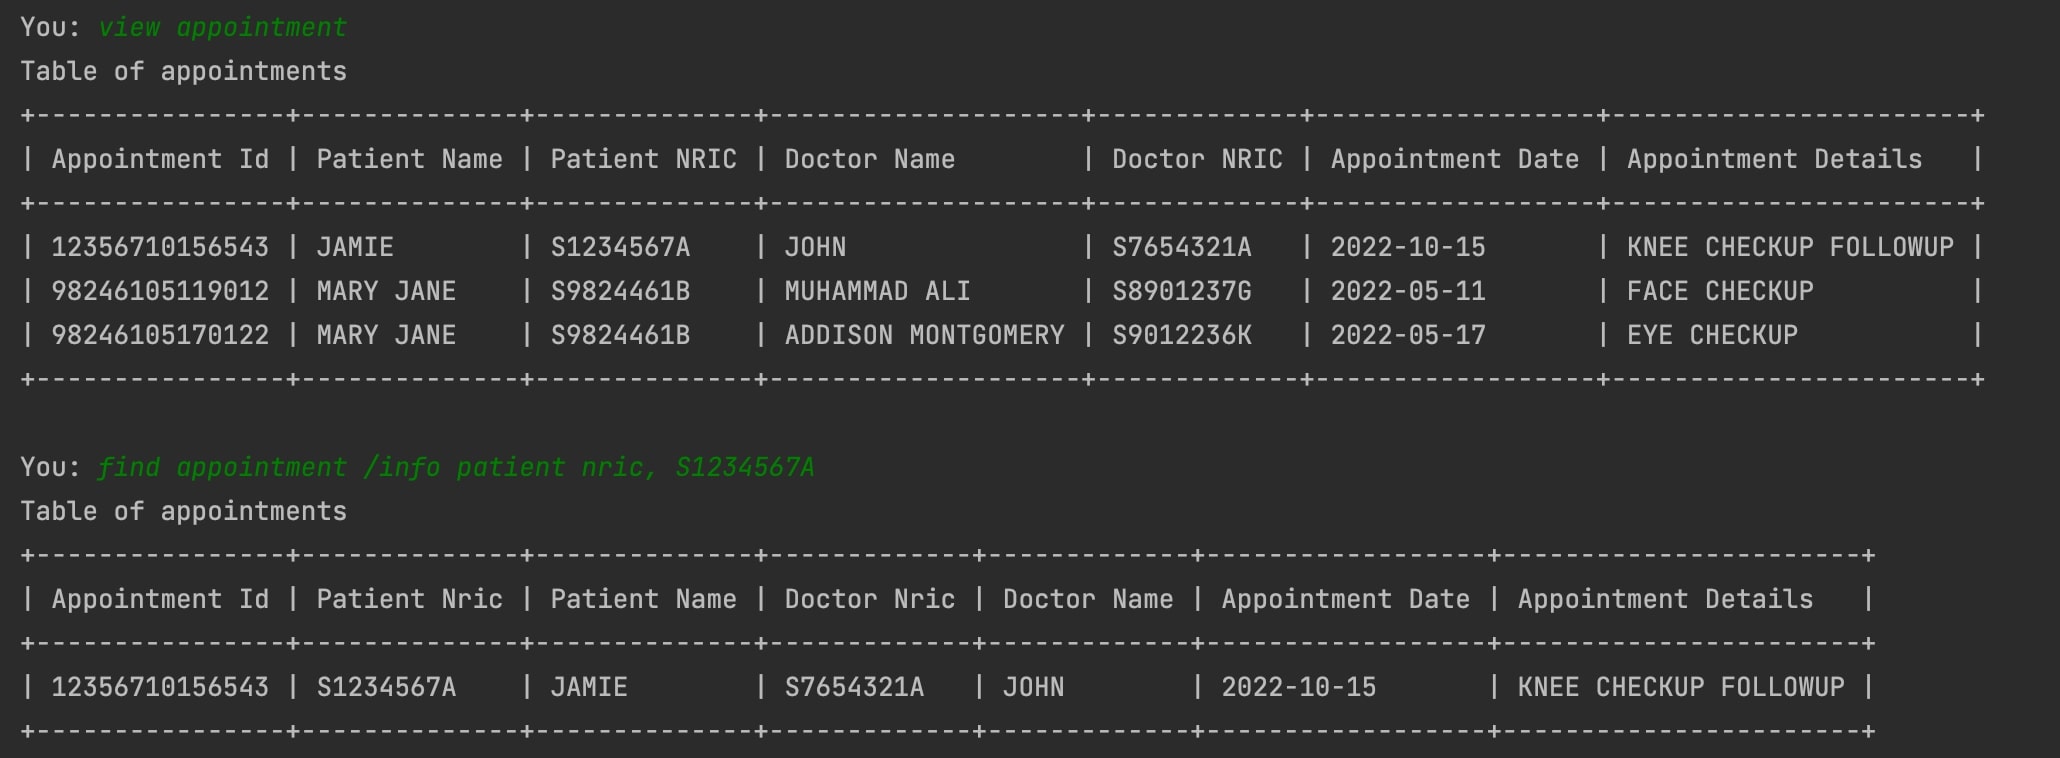 You: view appointment
Table of appointments
+----------------+--------------+--------------+--------------------+-------------+------------------+-----------------------+
| Appointment Id | Patient Name | Patient NRIC | Doctor Name        | Doctor NRIC | Appointment Date | Appointment Details   |
+----------------+--------------+--------------+--------------------+-------------+------------------+-----------------------+
| 12356710156543 | JAMIE        | S1234567A    | JOHN               | S7654321A   | 2022-10-15       | KNEE CHECKUP FOLLOWUP |
| 98246105119012 | MARY JANE    | S9824461B    | MUHAMMAD ALI       | S8901237G   | 2022-05-11       | FACE CHECKUP          |
| 98246105170122 | MARY JANE    | S9824461B    | ADDISON MONTGOMERY | S9012236K   | 2022-05-17       | EYE CHECKUP           |
+----------------+--------------+--------------+--------------------+-------------+------------------+-----------------------+
You: find appointment /info patient nric, S1234567A
Table of appointments
+----------------+--------------+--------------+-------------+-------------+------------------+-----------------------+
| Appointment Id | Patient Nric | Patient Name | Doctor Nric | Doctor Name | Appointment Date | Appointment Details   |
+----------------+--------------+--------------+-------------+-------------+------------------+-----------------------+
| 12356710156543 | S1234567A    | JAMIE        | S7654321A   | JOHN        | 2022-10-15       | KNEE CHECKUP FOLLOWUP |
+----------------+--------------+--------------+-------------+-------------+------------------+-----------------------+